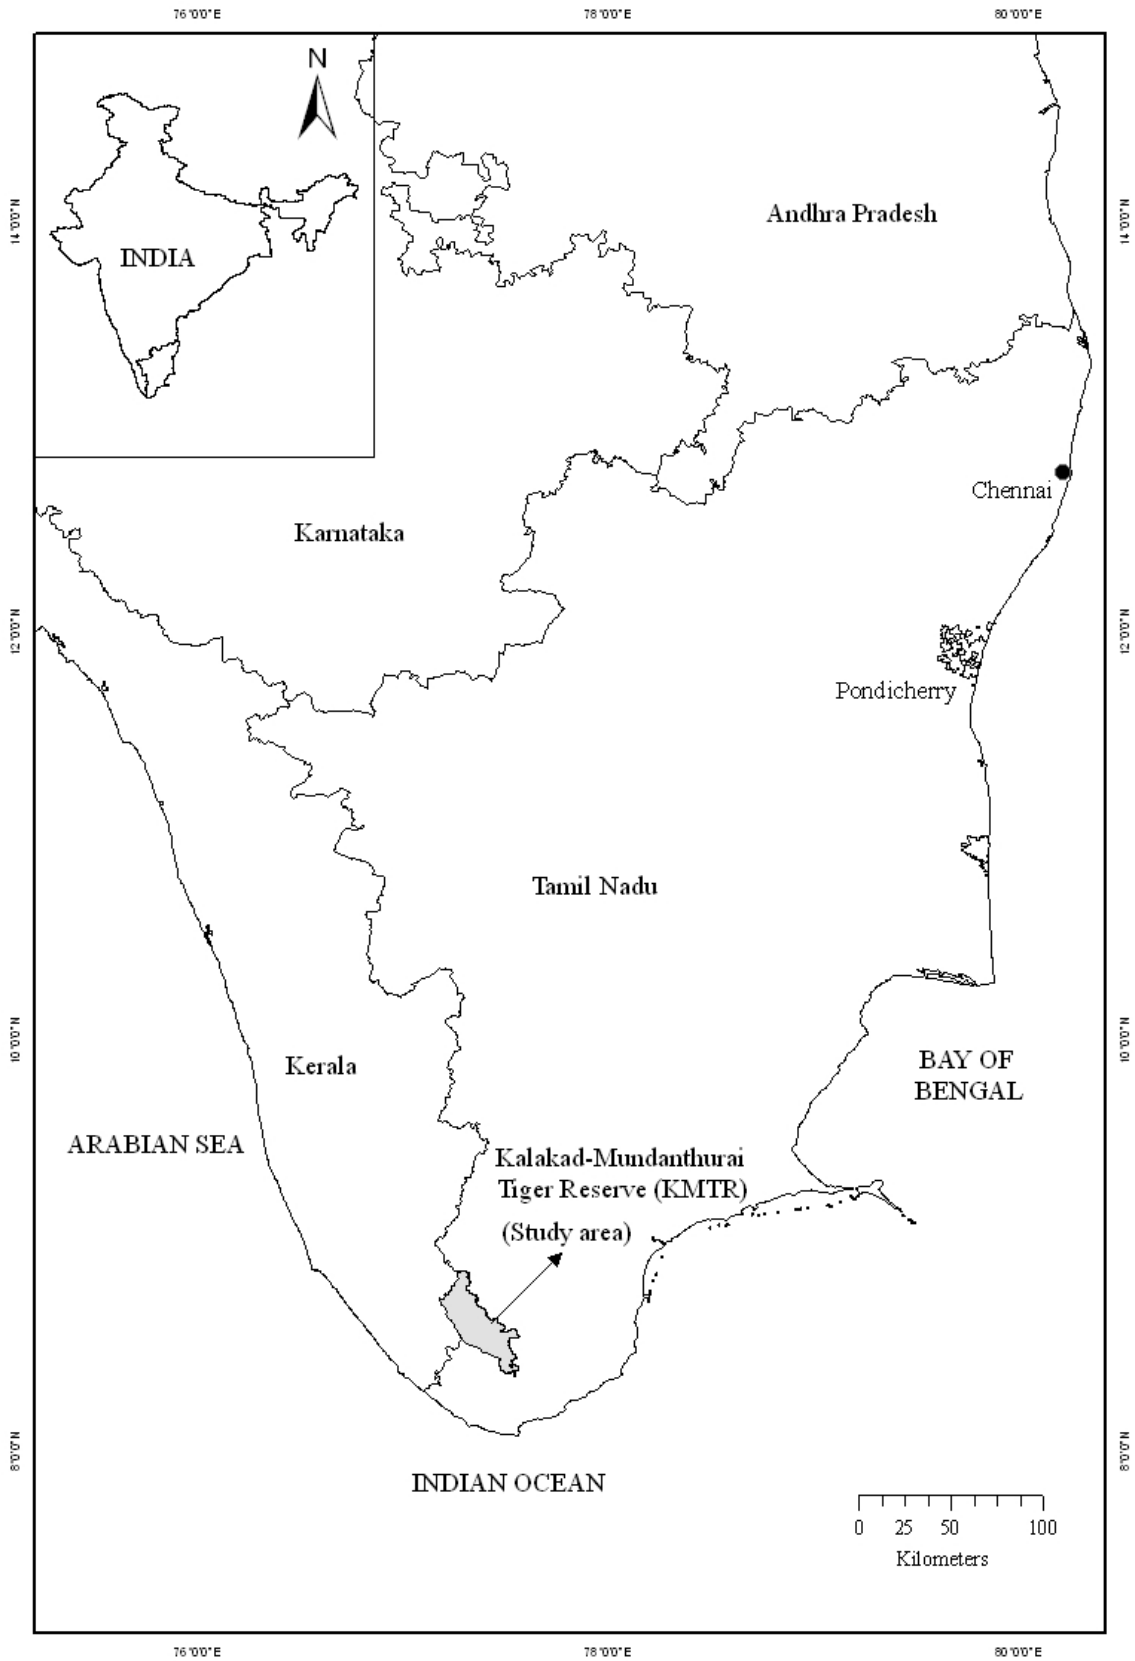 76°0'0"E 78°0'0"E 80°0'0"E
N
14°0'0"N
14°0'0"N
Andhra Pradesh
INDIA
Chennai
Karnataka
12°0'0"N
12°0'0"N
Pondicherry
Tamil Nadu
10°0'0"N
10°0'0"N
Kerala
BAY OF
BENGAL
ARABIAN SEA
Kalakad-Mundanthurai
Tiger Reserve (KMTR)
(Study area)
8°0'0"N
8°0'0"N
INDIAN OCEAN
0 25 50 100
Kilometers
76°0'0"E 78°0'0"E 80°0'0"E